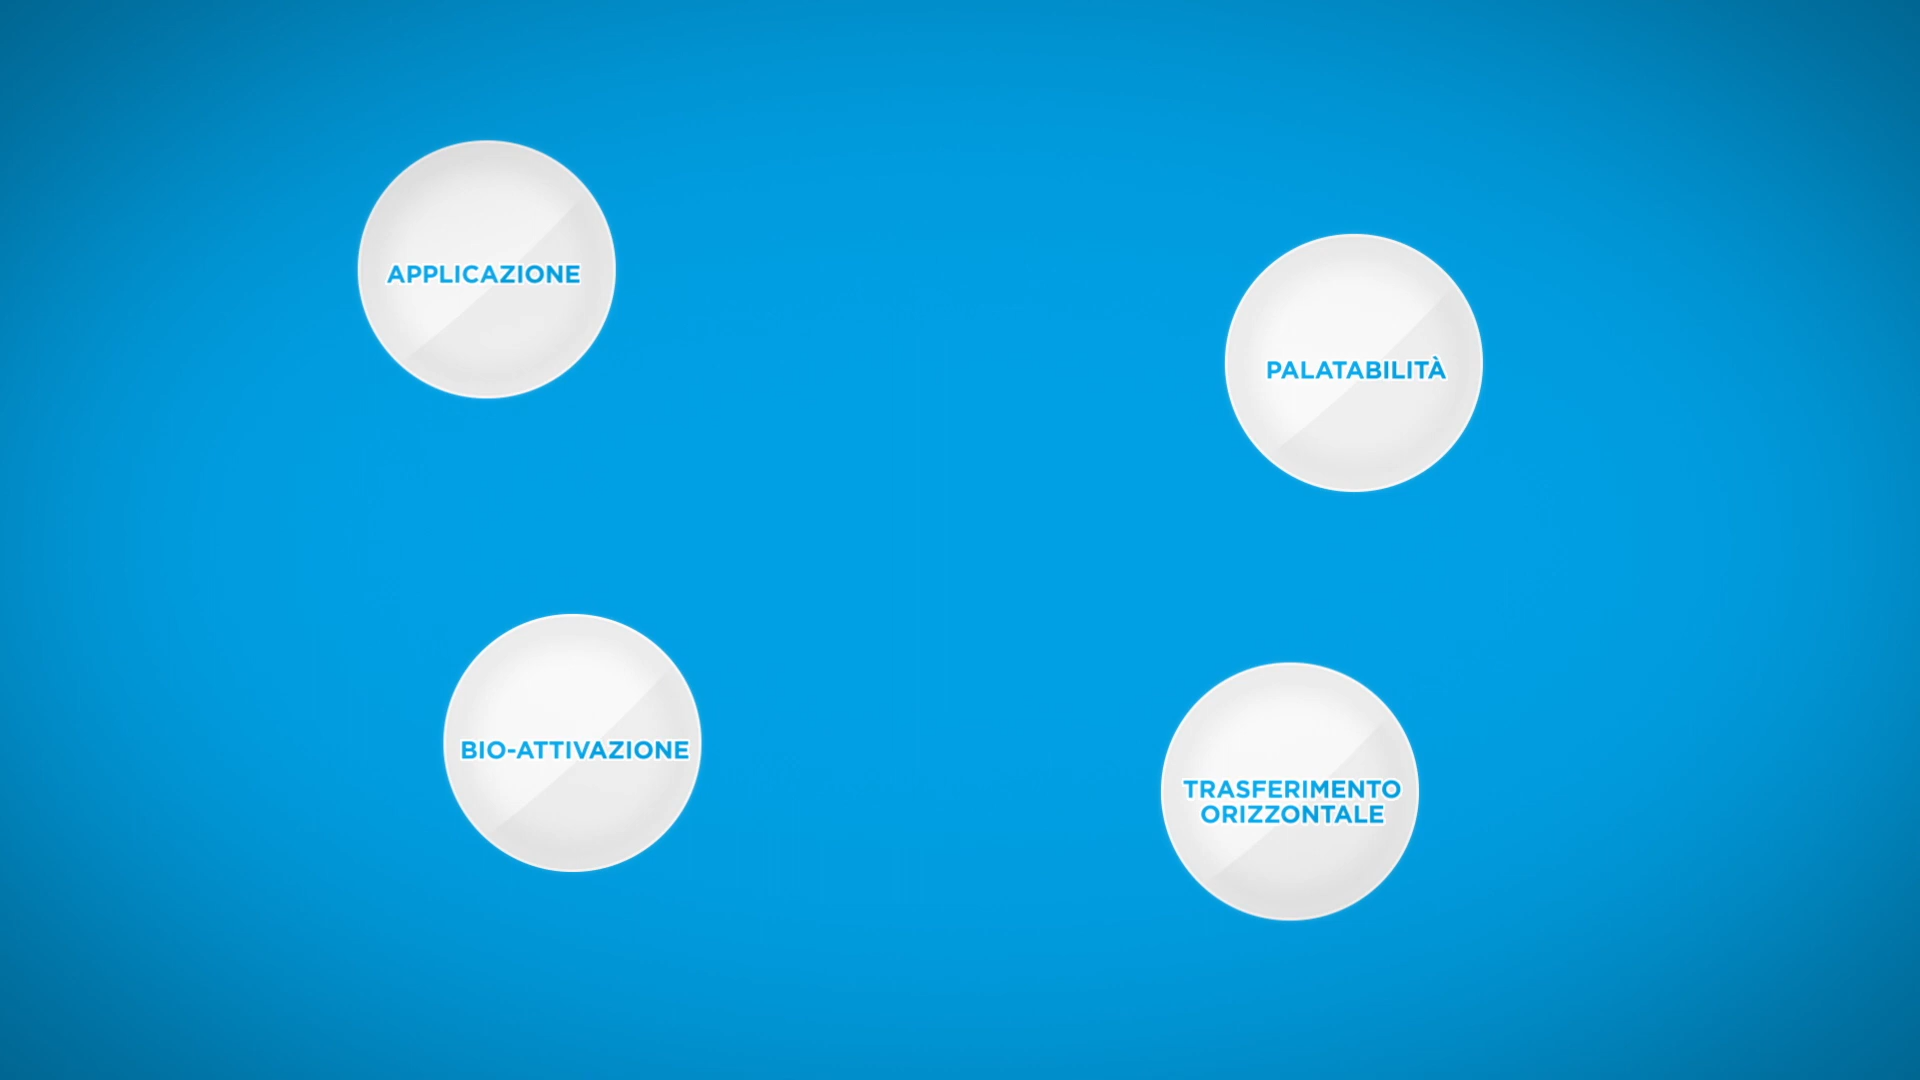 APPLICAZIONE
PALATABILITÀ
BIO-ATTIVAZIONE
TRASFERIMENTO
ORIZZONTALE